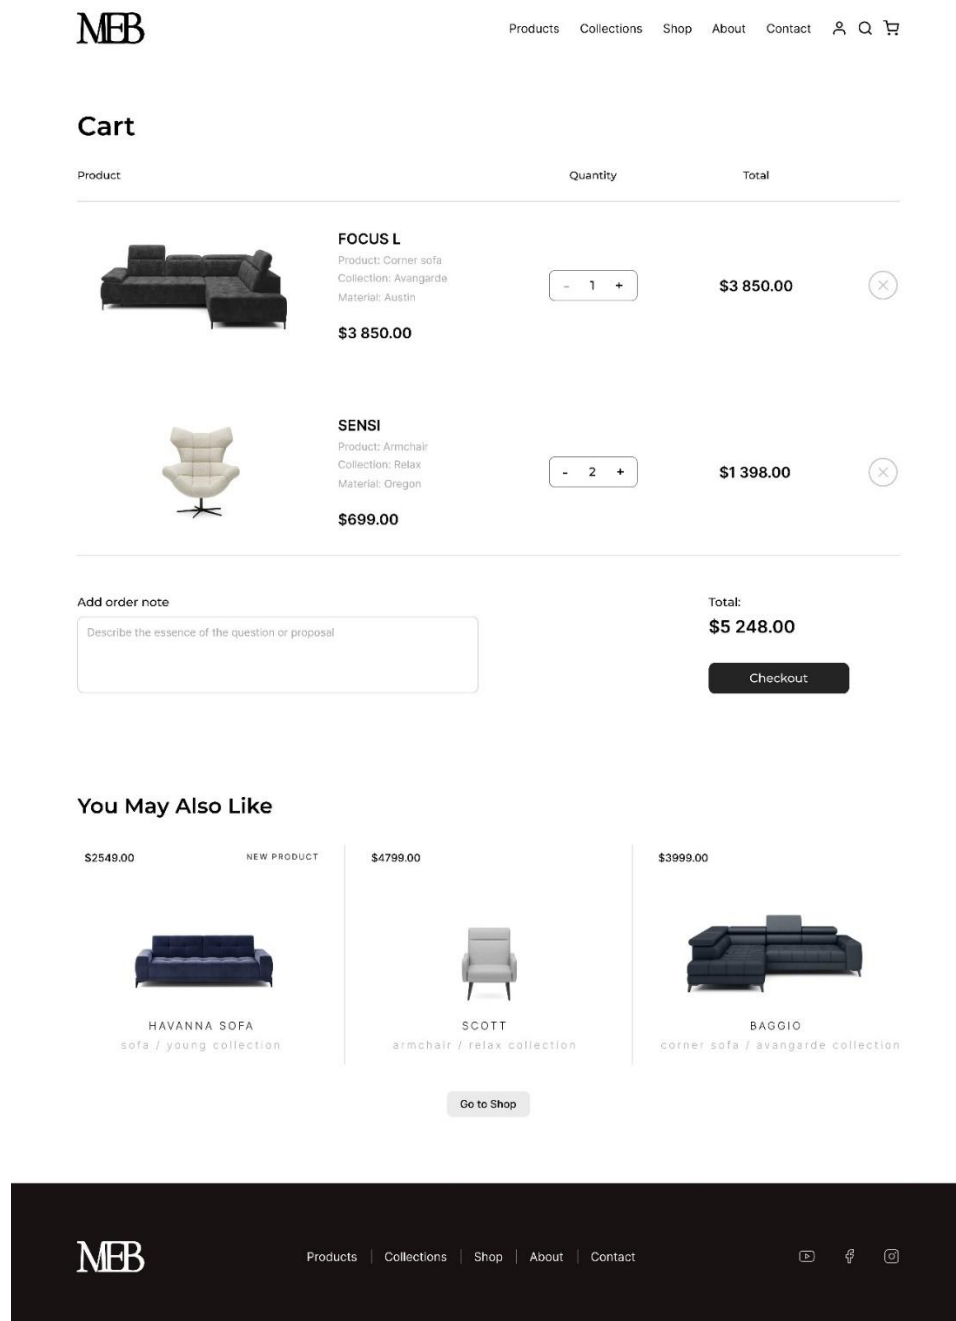 MEB
Products Collections Shop About Contact
Cart
Product Quantity Total
FOCUS L
Product: Corner sofa
Collection: Avangarde
Material: Austin
$3 850.00
- 1 +
$3 850.00
SENSI
Product: Armchair
Collection: Relax
Material: Oregon
$699.00
- 2 +
$1 398.00
Add order note
Describe the essence of the question or proposal
Total:
$5 248.00
Checkout
You May Also Like
$2549.00 NEW PRODUCT
HAVANNA SOFA
sofa / young collection
$4799.00
SCOTT
armchair / relax collection
$3999.00
BAGGIO
corner sofa / avangarde collection
Go to Shop
MEB
Products | Collections | Shop | About | Contact